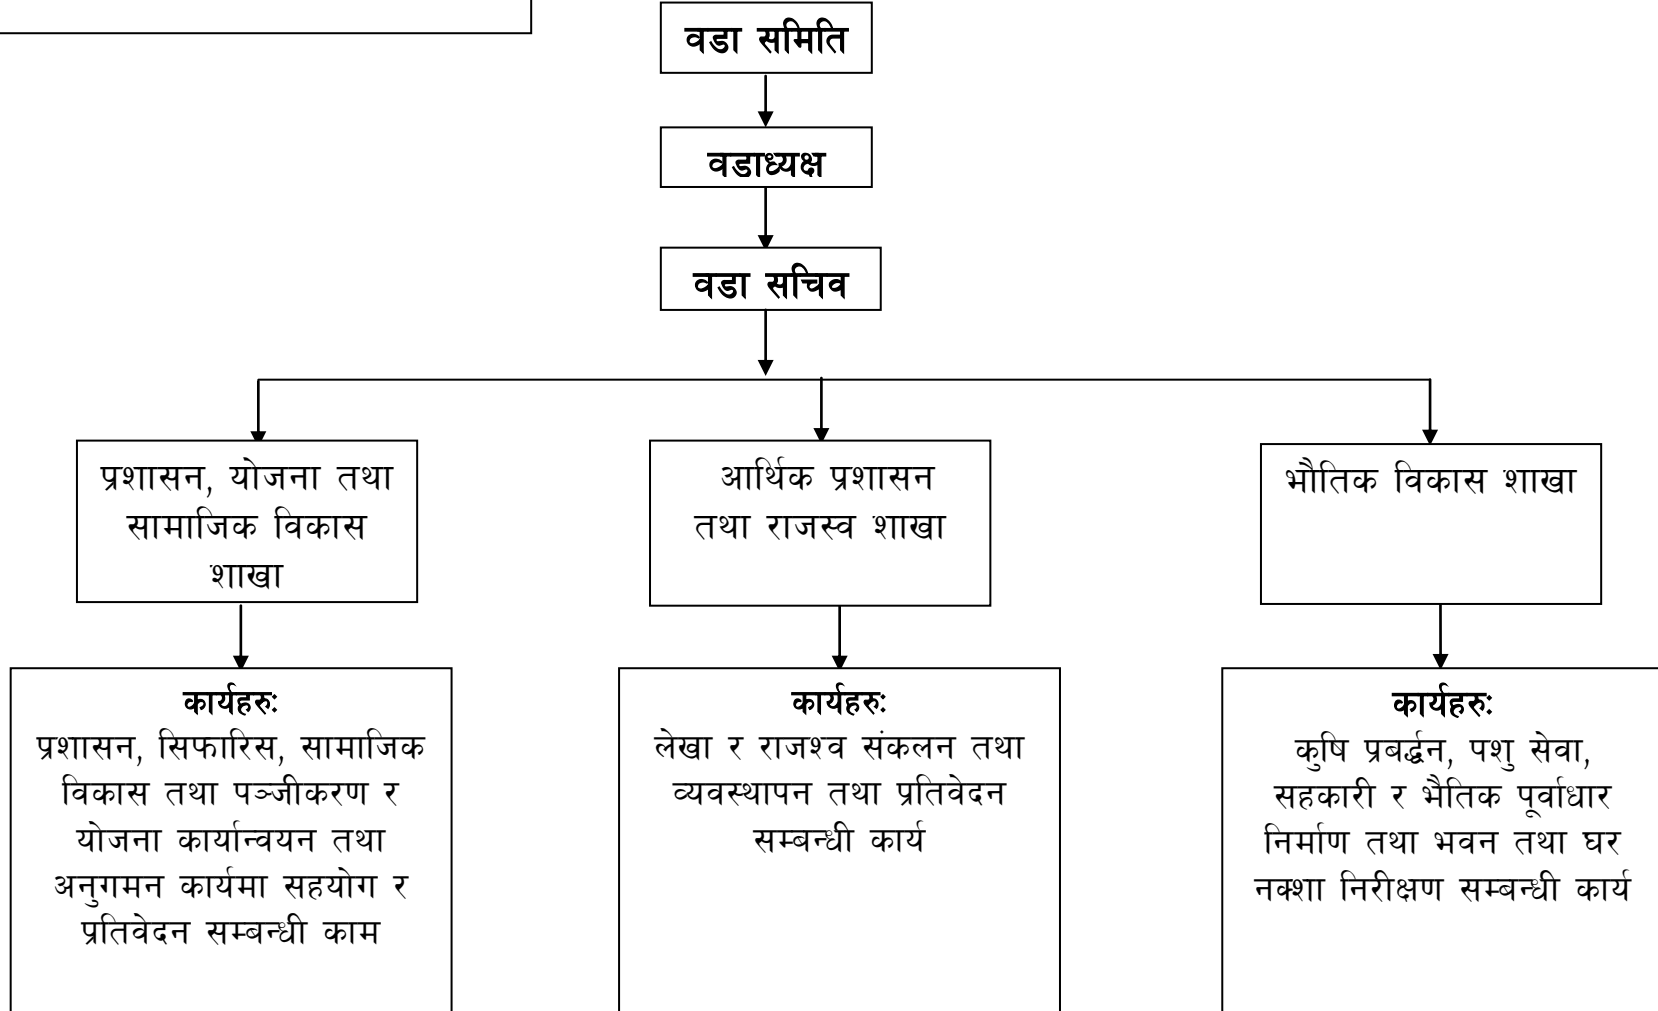 वडा समिति
वडाध्यक्ष
वडा सचिव
प्रशासन, योजना तथा
सामाजिक विकास
शाखा
आर्थिक प्रशासन
तथा राजस्व शाखा
भौतिक विकास शाखा
कार्यहरुः
प्रशासन, सिफारिस, सामाजिक
विकास तथा पञ्जीकरण र
योजना कार्यान्वयन तथा
अनुगमन कार्यमा सहयोग र
प्रतिवेदन सम्बन्धी काम
कार्यहरुः
लेखा र राजश्व संकलन तथा
व्यवस्थापन तथा प्रतिवेदन
सम्बन्धी कार्य
कार्यहरुः
कृषि प्रबर्द्धन, पशु सेवा,
सहकारी र भैतिक पूर्वाधार
निर्माण तथा भवन तथा घर
नक्शा निरीक्षण सम्बन्धी कार्य